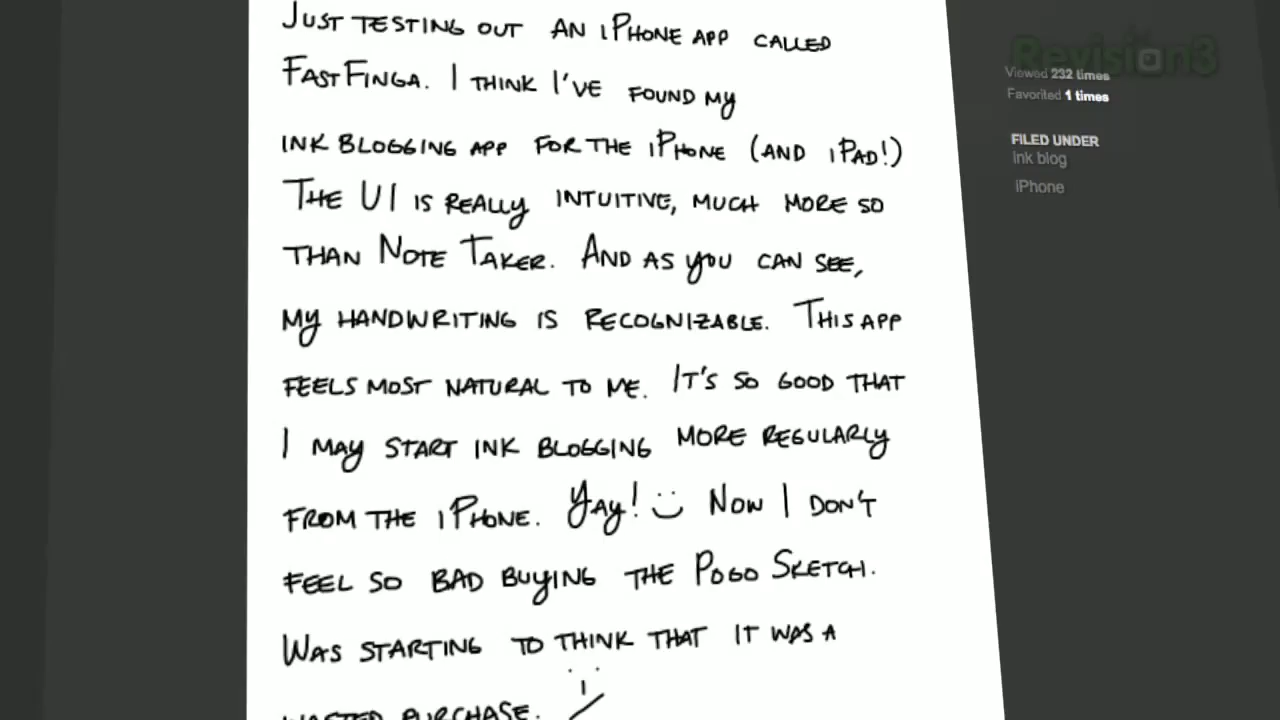 JUST TESTING OUT AN iPHONE APP CALLED
FASTFINGA. I THINK I'VE FOUND MY
INK BLOGGING APP FOR THE iPHONE (AND iPAD!)
THE UI IS REALLY INTUITIVE, MUCH MORE SO
THAN NOTE TAKER. AND AS YOU CAN SEE,
MY HANDWRITING IS RECOGNIZABLE. THIS APP
FEELS MOST NATURAL TO ME. IT'S SO GOOD THAT
I MAY START INK BLOGGING MORE REGULARLY
FROM THE iPHONE. YAY! NOW I DON'T
FEEL SO BAD BUYING THE POGO SKETCH.
WAS STARTING TO THINK THAT IT WAS A
WASTED PURCHASE.
Revision3
Viewed 232 times
Favorited 1 times
FILED UNDER
ink blog
iPhone